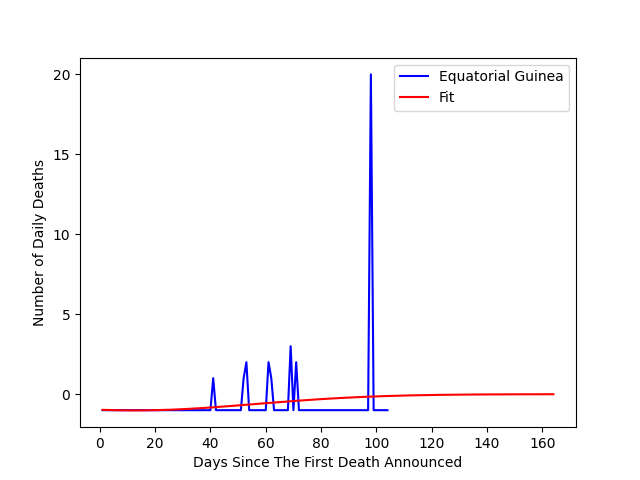 Equatorial Guinea
Fit
20
15
10
5
0
Number of Daily Deaths
0 20 40 60 80 100 120 140 160
Days Since The First Death Announced